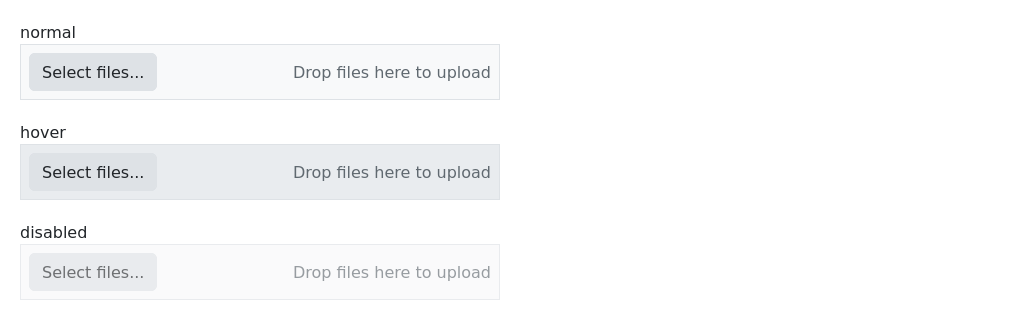 normal
Select files... Drop files here to upload
hover
Select files... Drop files here to upload
disabled
Select files... Drop files here to upload